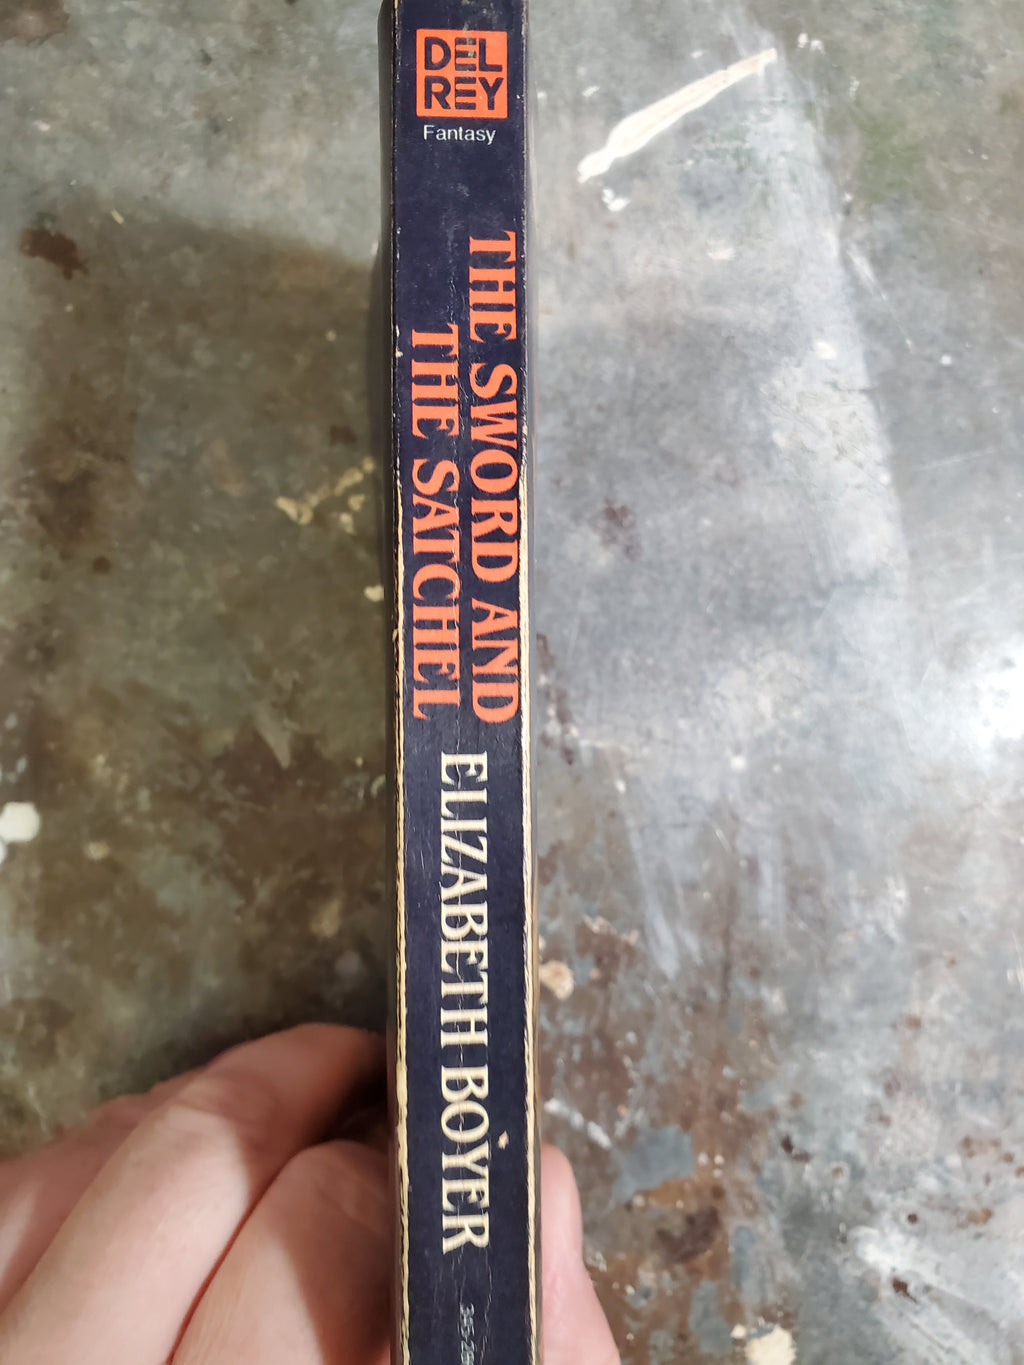 DEL
REY
Fantasy
THE SWORD AND
THE SATCHEL
ELIZABETH BOYER